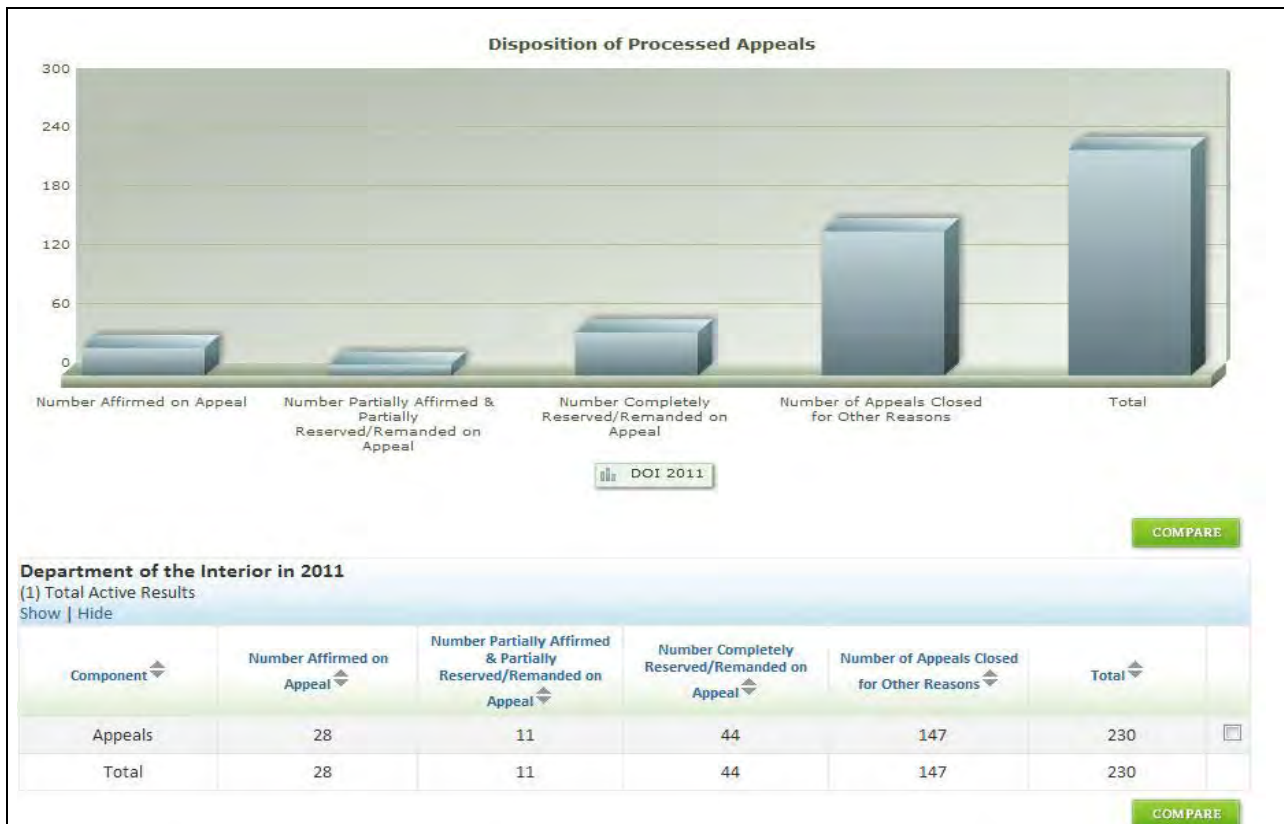 Disposition of Processed Appeals
300
240
180
120
60
0
Number Affirmed on Appeal
Number Partially Affirmed &
Partially
Reserved/Remanded on
Appeal
Number Completely
Reserved/Remanded on
Appeal
Number of Appeals Closed
for Other Reasons
Total
DOI 2011
COMPARE
Department of the Interior in 2011
(1) Total Active Results
Show | Hide
Component
Number Affirmed on
Appeal
Number Partially Affirmed
& Partially
Reserved/Remanded on
Appeal
Number Completely
Reserved/Remanded on
Appeal
Number of Appeals Closed
for Other Reasons
Total
Appeals 28 11 44 147 230
Total 28 11 44 147 230
COMPARE